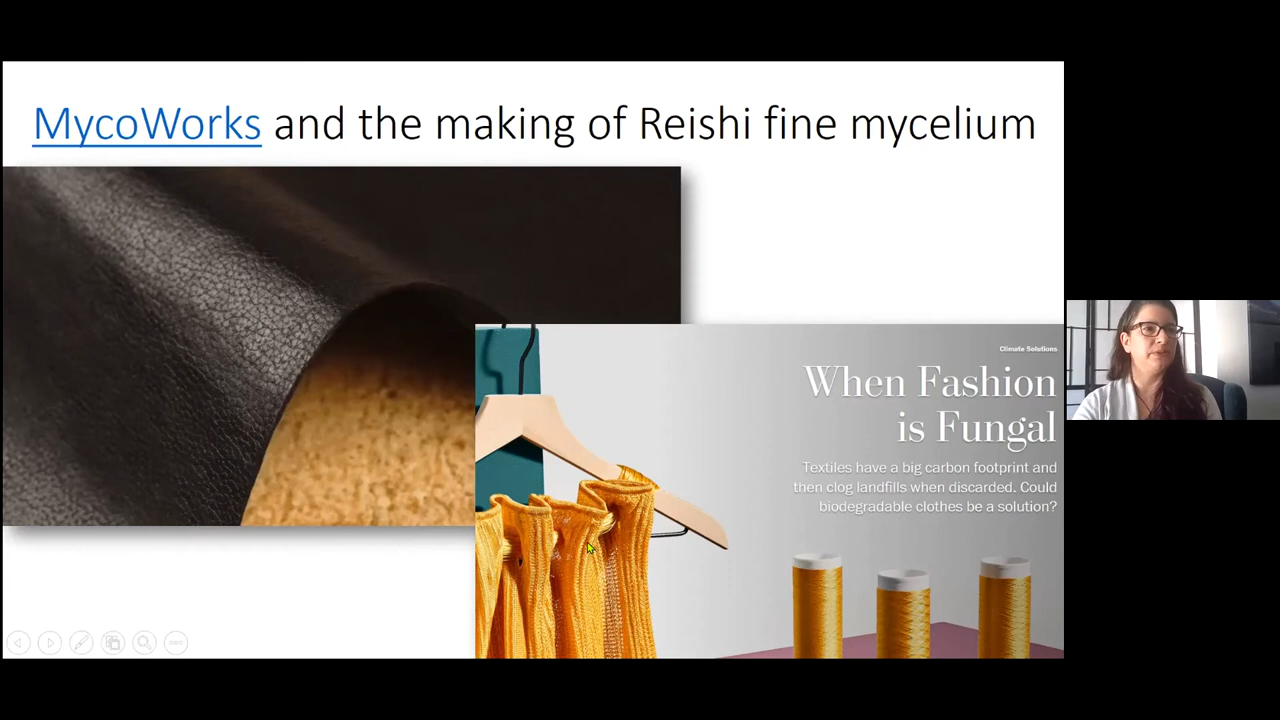 MycoWorks and the making of Reishi fine mycelium
Climate Solutions
When Fashion
is Fungal
Textiles have a big carbon footprint and
then clog landfills when discarded. Could
biodegradable clothes be a solution?